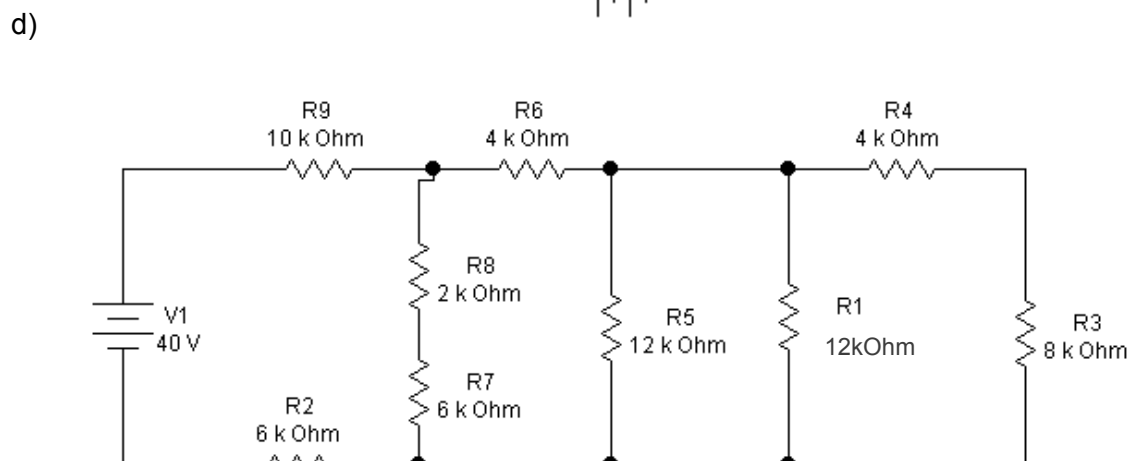 d)
R9
10 k Ohm
R6
4 k Ohm
R4
4 k Ohm
R8
2 k Ohm
V1
40 V
R5
12 k Ohm
R1
12kOhm
R3
8 k Ohm
R7
6 k Ohm
R2
6 k Ohm